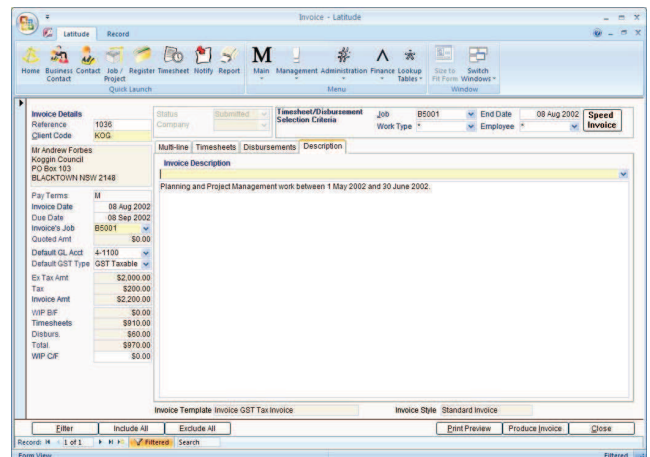 Invoice - Latitude
Latitude Record
Home Business Contact Contact Job / Project Register Timesheet Notify Report Main Management Administration Finance Lookup Tables Size to Fit Form Switch Windows
Quick Launch Menu Window
Invoice Details
Reference 1036
Client Code KOG
Status Submitted
Company
Timesheet/Disbursement Selection Criteria
Job B5001 End Date 08 Aug 2002
Work Type * Employee *
Speed Invoice
Mr Andrew Forbes
Koggin Council
PO Box 103
BLACKTOWN NSW 2148
Multi-line Timesheets Disbursements Description
Invoice Description
Planning and Project Management work between 1 May 2002 and 30 June 2002.
Pay Terms M
Invoice Date 08 Aug 2002
Due Date 08 Sep 2002
Invoice's Job B5001
Quoted Amt $0.00
Default GL Acct 4-1100
Default GST Type GST Taxable
Ex Tax Amt $2,000.00
Tax $200.00
Invoice Amt $2,200.00
WIP B/F $0.00
Timesheets $910.00
Disburs. $60.00
Total $970.00
WIP C/F $0.00
Invoice Template Invoice GST Tax Invoice Invoice Style Standard Invoice
Filter Include All Exclude All Print Preview Produce Invoice Close
Record: 1 of 1 Filtered Search
Form View Filtered